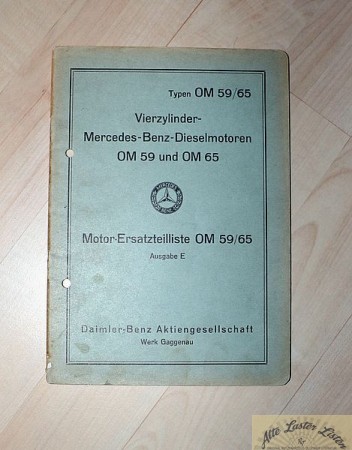 Typen OM 59/65
Vierzylinder-
Mercedes-Benz-Dieselmotoren
OM 59 und OM 65
Motor-Ersatzteilliste OM 59/65
Ausgabe E
Daimler-Benz Aktiengesellschaft
Werk Gaggenau
Alte Laster Listen